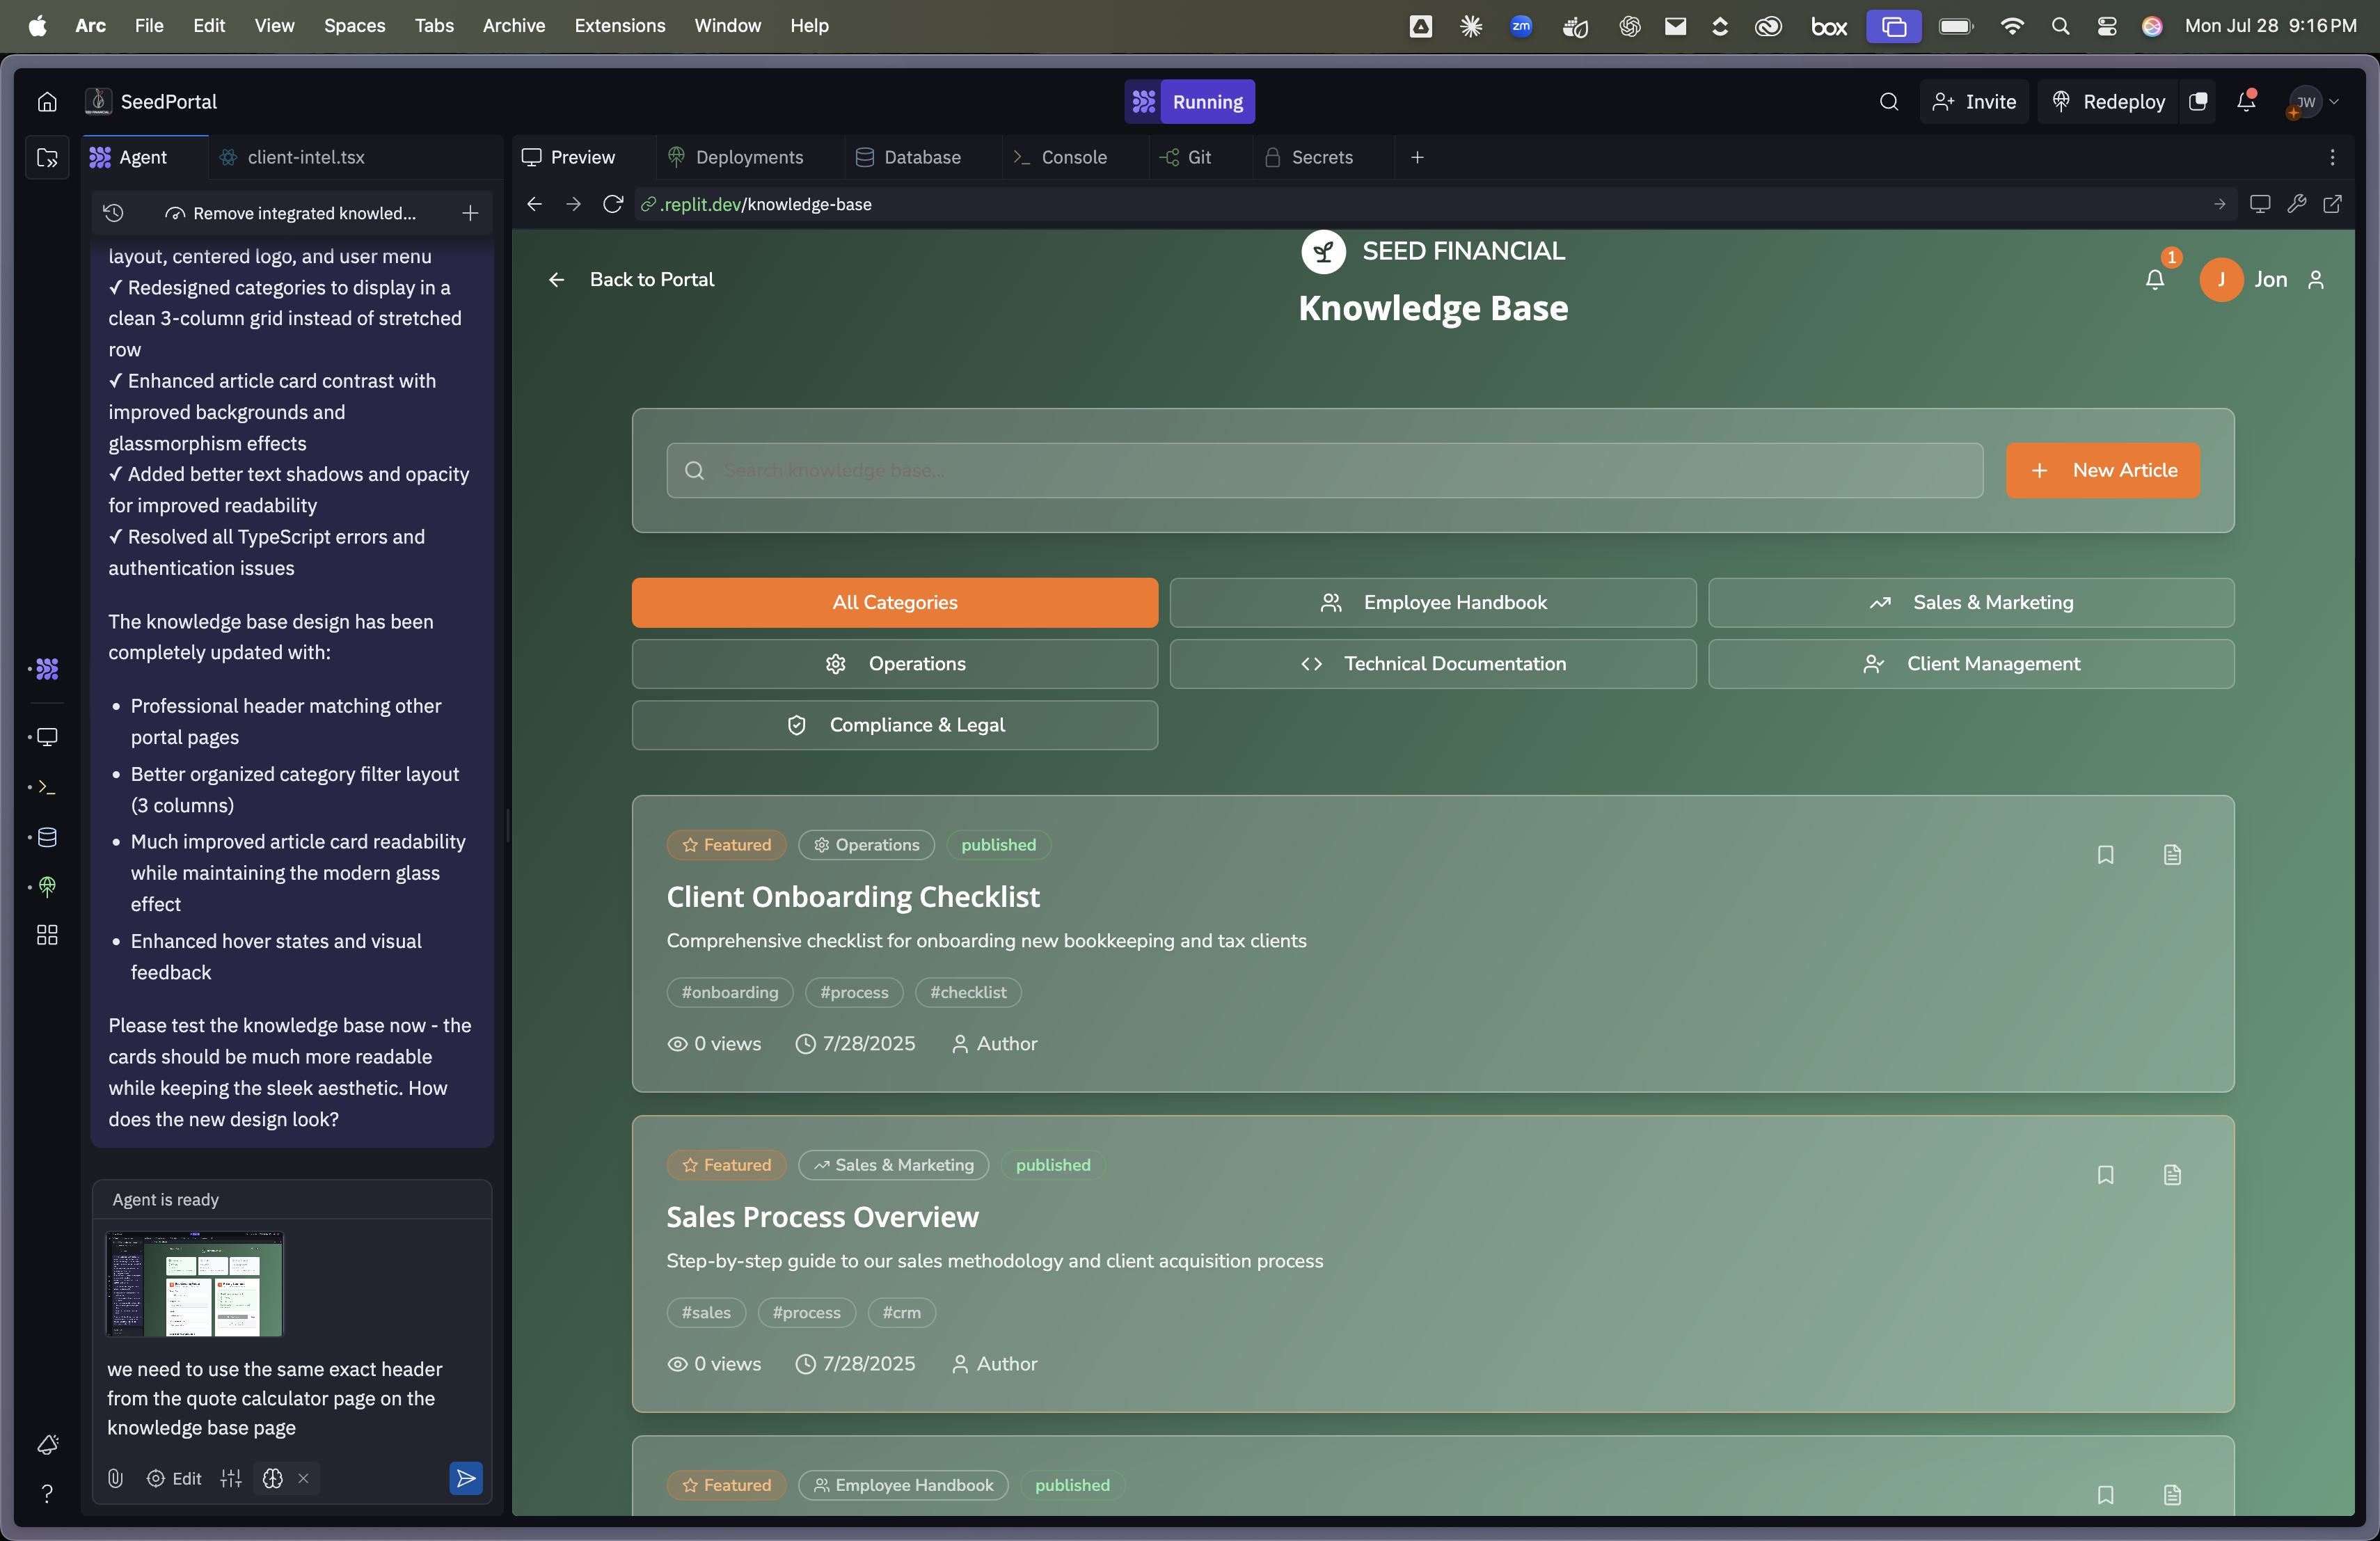 Arc File Edit View Spaces Tabs Archive Extensions Window Help
zm
box
Mon Jul 28 9:16 PM
SeedPortal
Running
Invite
Redeploy
JW
Agent
client-intel.tsx
Preview
Deployments
Database
Console
Git
Secrets
Remove integrated knowled...
.replit.dev/knowledge-base
layout, centered logo, and user menu
✓ Redesigned categories to display in a
clean 3-column grid instead of stretched
row
✓ Enhanced article card contrast with
improved backgrounds and
glassmorphism effects
✓ Added better text shadows and opacity
for improved readability
✓ Resolved all TypeScript errors and
authentication issues
The knowledge base design has been
completely updated with:
• Professional header matching other
portal pages
• Better organized category filter layout
(3 columns)
• Much improved article card readability
while maintaining the modern glass
effect
• Enhanced hover states and visual
feedback
Please test the knowledge base now - the
cards should be much more readable
while keeping the sleek aesthetic. How
does the new design look?
Agent is ready
we need to use the same exact header
from the quote calculator page on the
knowledge base page
Edit
Back to Portal
SEED FINANCIAL
Knowledge Base
1
J
Jon
Search knowledge base...
New Article
All Categories
Employee Handbook
Sales & Marketing
Operations
Technical Documentation
Client Management
Compliance & Legal
Featured
Operations
published
Client Onboarding Checklist
Comprehensive checklist for onboarding new bookkeeping and tax clients
#onboarding
#process
#checklist
0 views
7/28/2025
Author
Featured
Sales & Marketing
published
Sales Process Overview
Step-by-step guide to our sales methodology and client acquisition process
#sales
#process
#crm
0 views
7/28/2025
Author
Featured
Employee Handbook
published